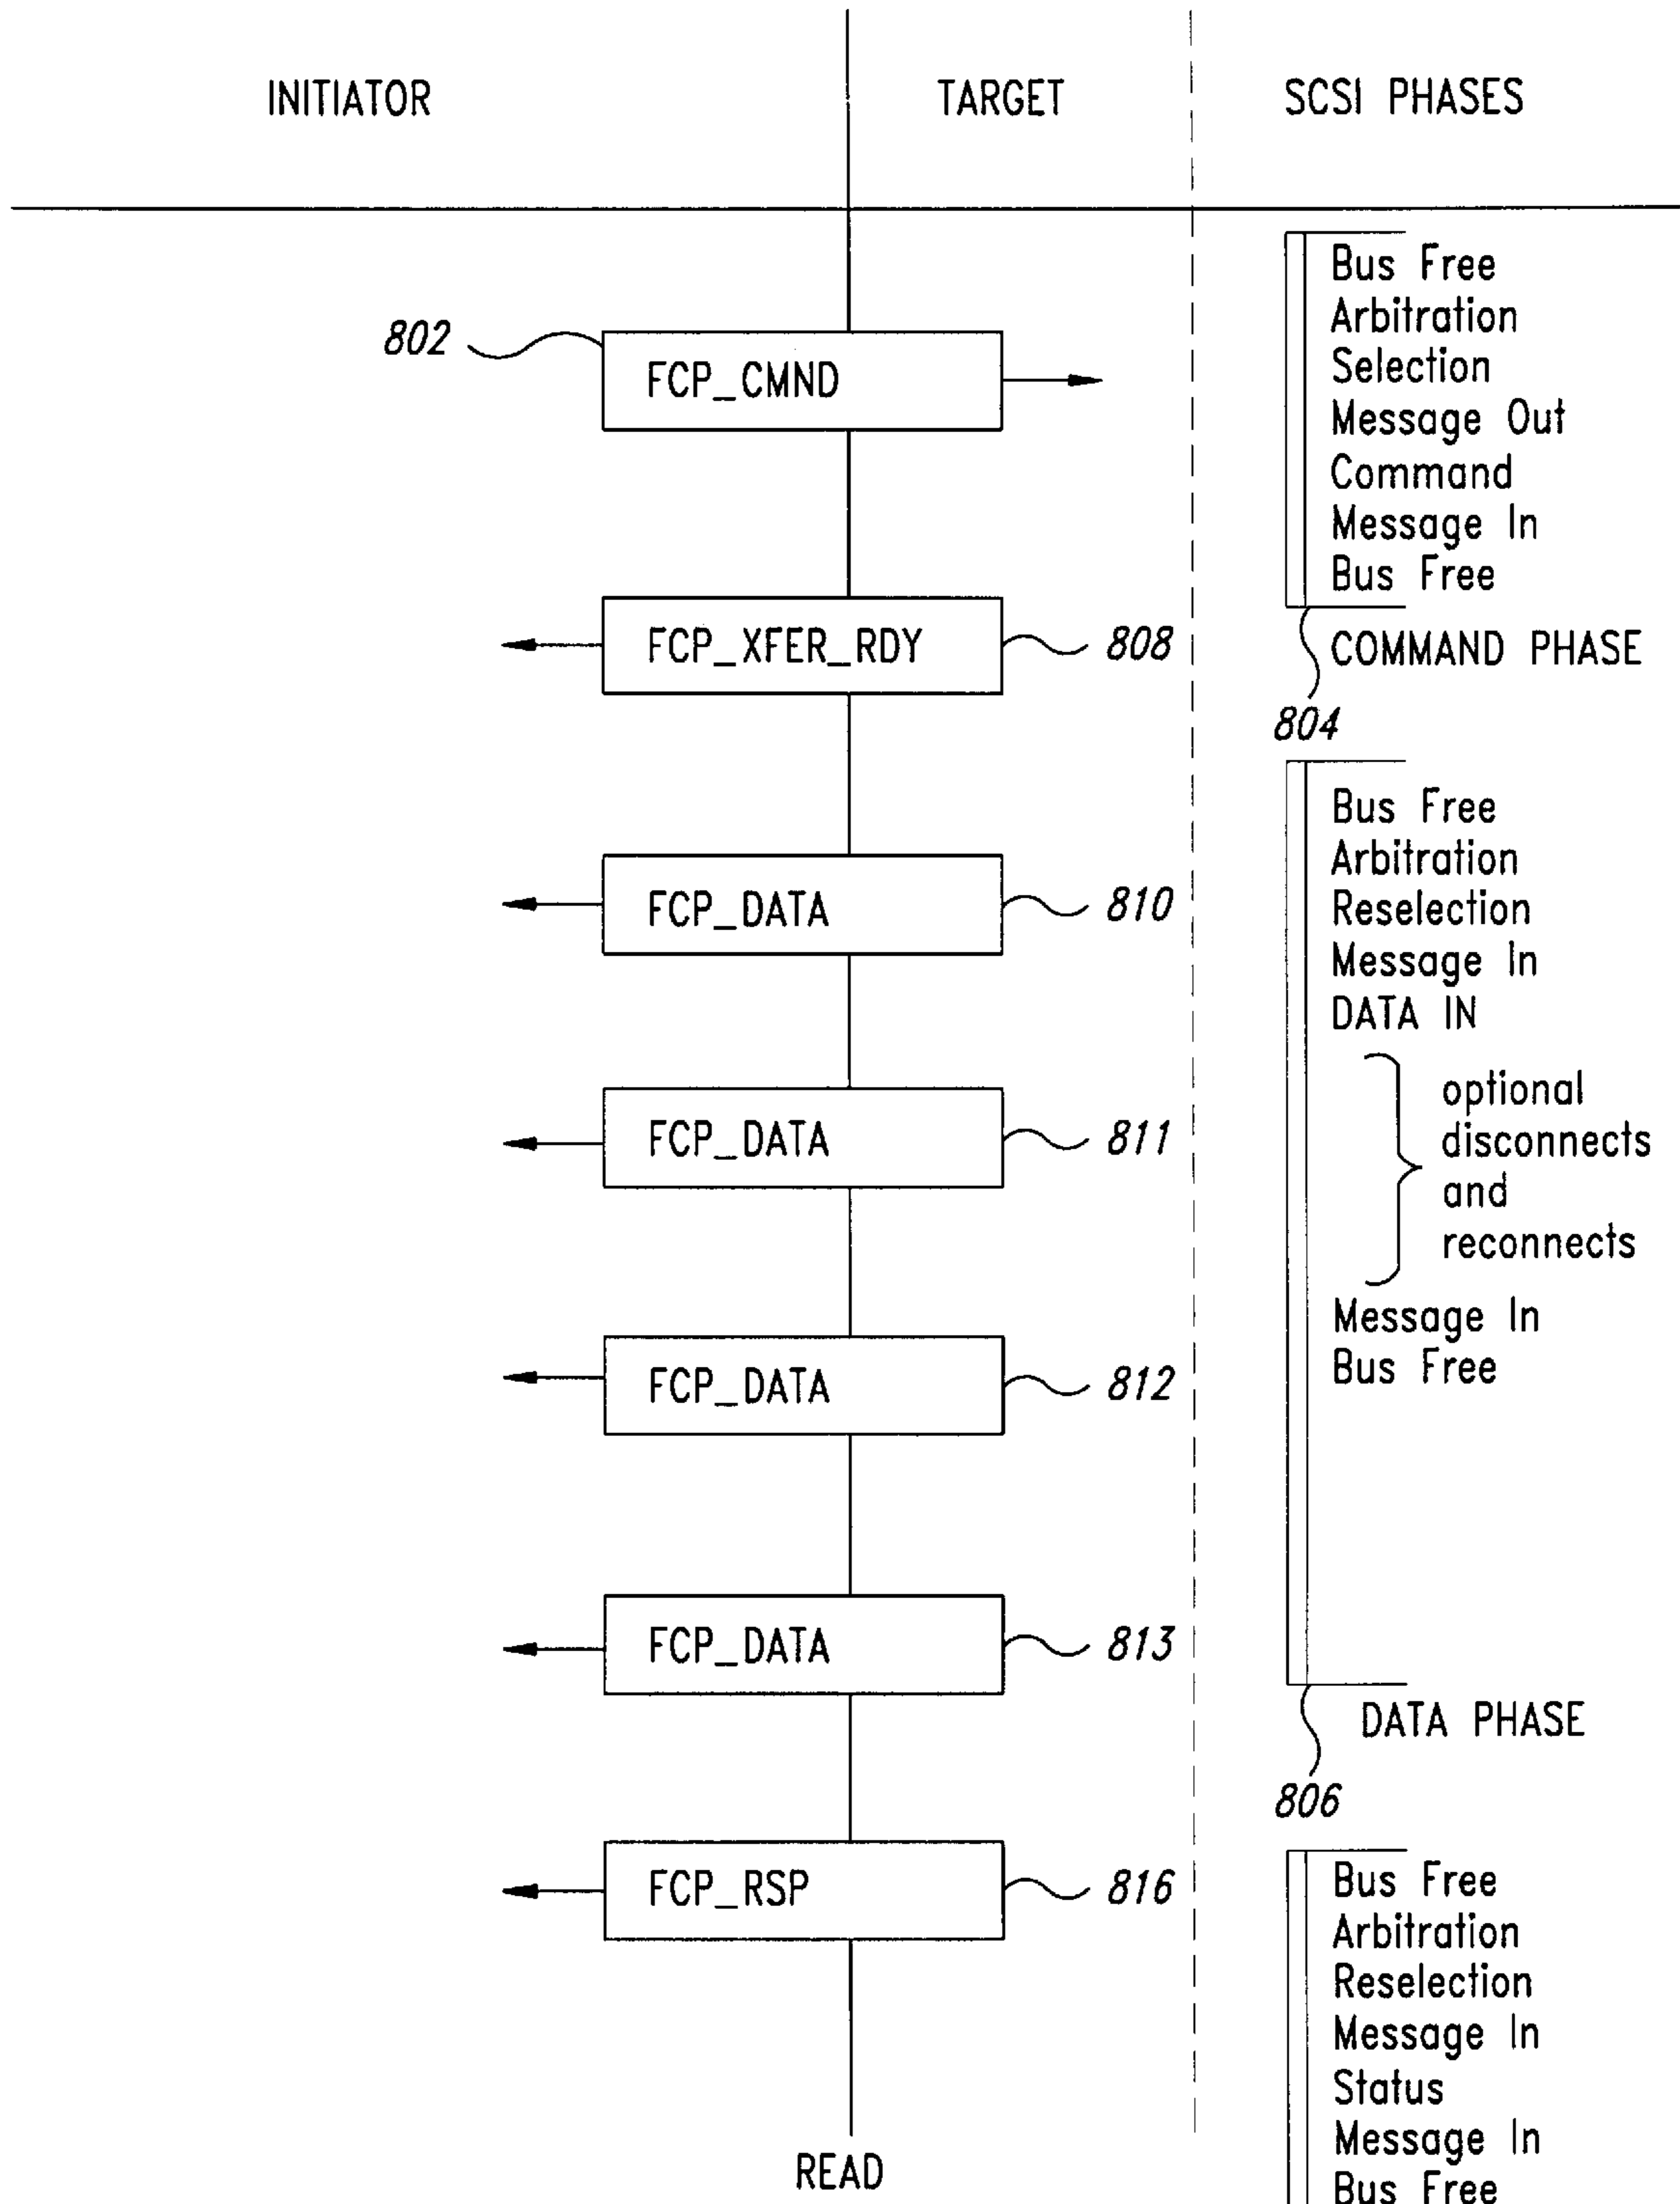 INITIATOR
TARGET
SCSI PHASES
802
FCP_CMND
Bus Free
Arbitration
Selection
Message Out
Command
Message In
Bus Free
COMMAND PHASE
804
FCP_XFER_RDY
808
FCP_DATA
810
FCP_DATA
811
FCP_DATA
812
FCP_DATA
813
Bus Free
Arbitration
Reselection
Message In
DATA IN
optional
disconnects
and
reconnects
Message In
Bus Free
DATA PHASE
806
FCP_RSP
816
Bus Free
Arbitration
Reselection
Message In
Status
Message In
Bus Free
READ